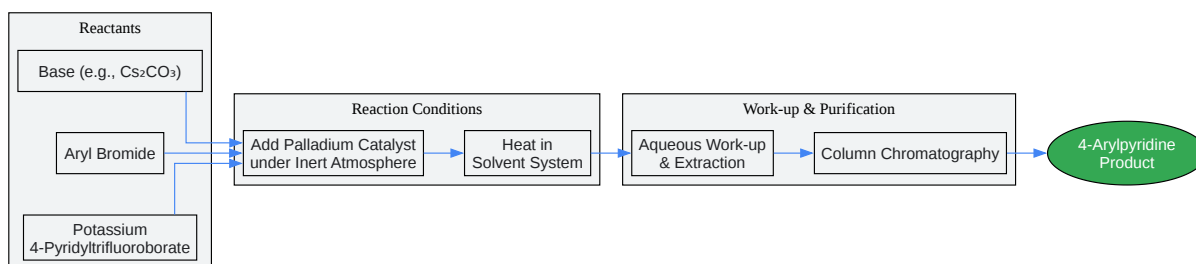 Reactants
Base (e.g., Cs₂CO₃)
Aryl Bromide
Potassium
4-Pyridyltrifluoroborate
Reaction Conditions
Add Palladium Catalyst
under Inert Atmosphere
Heat in
Solvent System
Work-up & Purification
Aqueous Work-up
& Extraction
Column Chromatography
4-Arylpyridine
Product